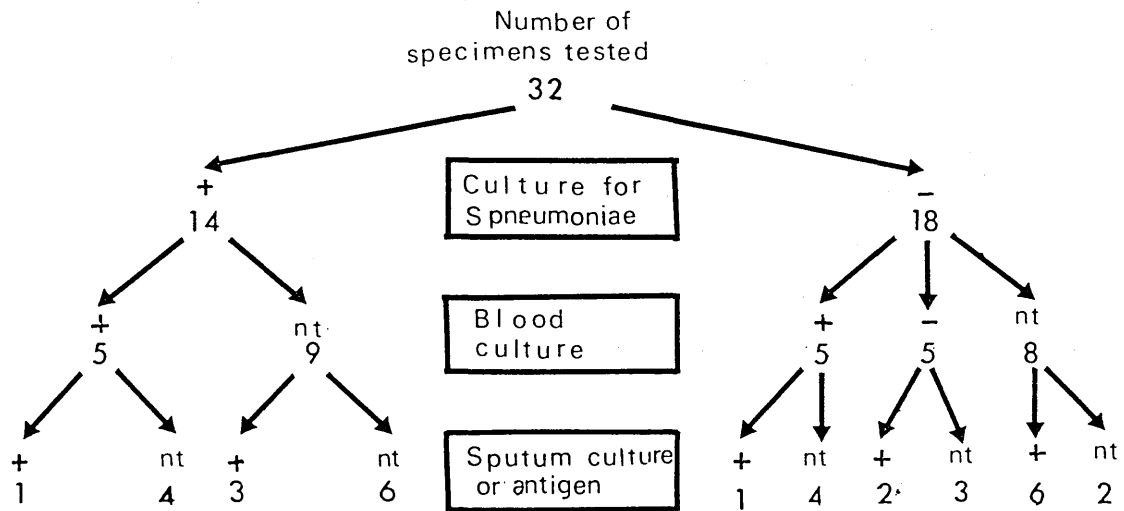 Number of
specimens tested
32
+ Culture for −
14 S pneumoniae 18
+ nt Blood + − nt
5 9 culture 5 5 8
+ nt + nt Sputum culture + nt + nt + nt
1 4 3 6 or antigen 1 4 2 3 6 2